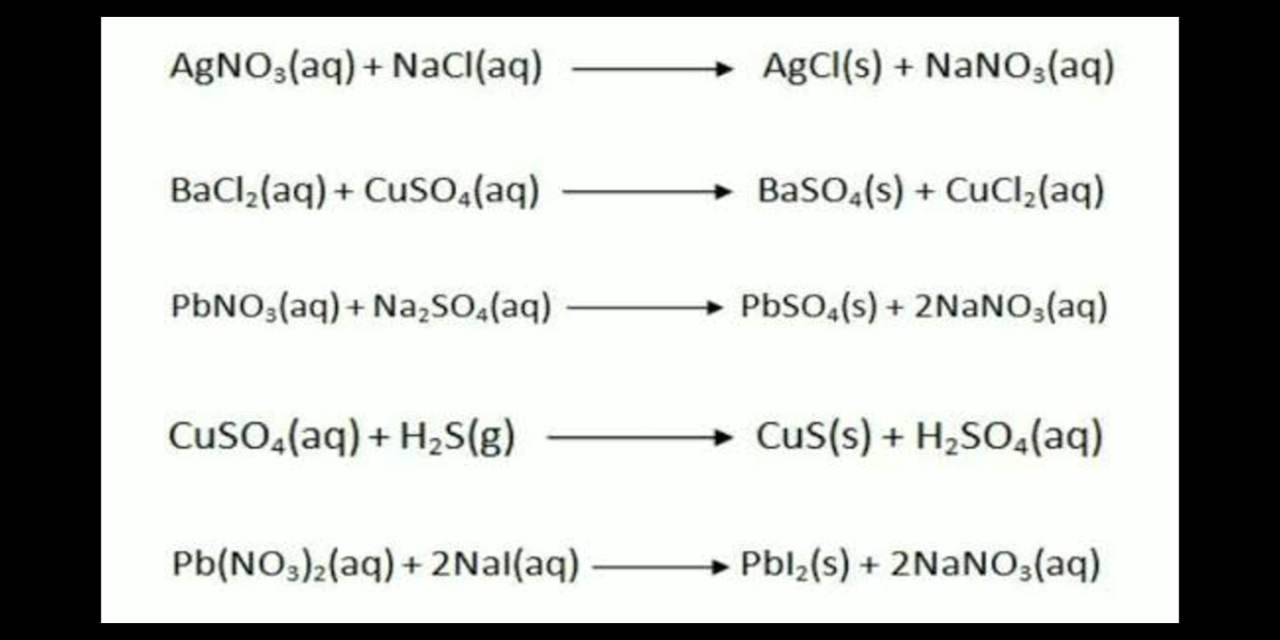 AgNO₃(aq) + NaCl(aq) ⟶ AgCl(s) + NaNO₃(aq)
BaCl₂(aq) + CuSO₄(aq) ⟶ BaSO₄(s) + CuCl₂(aq)
PbNO₃(aq) + Na₂SO₄(aq) ⟶ PbSO₄(s) + 2NaNO₃(aq)
CuSO₄(aq) + H₂S(g) ⟶ CuS(s) + H₂SO₄(aq)
Pb(NO₃)₂(aq) + 2NaI(aq) ⟶ PbI₂(s) + 2NaNO₃(aq)